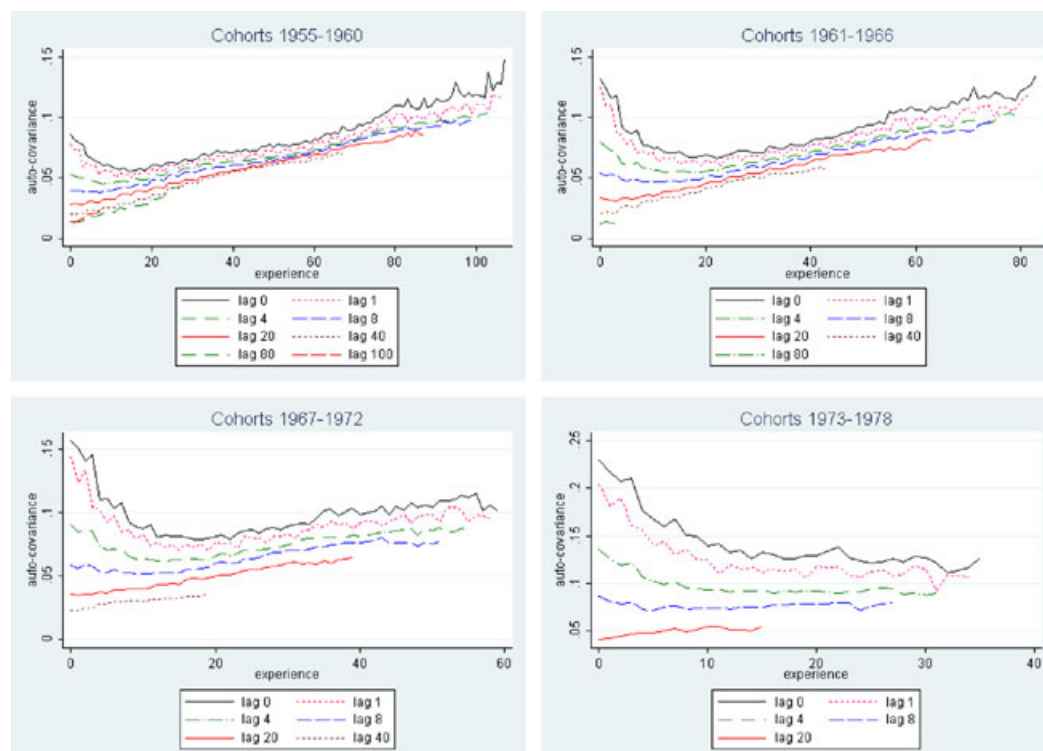 Cohorts 1955-1960
.15
.1
.05
0
auto-covariance
0 20 40 60 80 100
experience
lag 0 lag 1
lag 4 lag 8
lag 20 lag 40
lag 80 lag 100
Cohorts 1961-1966
.15
.1
.05
0
auto-covariance
0 20 40 60 80
experience
lag 0 lag 1
lag 4 lag 8
lag 20 lag 40
lag 80
Cohorts 1967-1972
.15
.1
.05
0
auto-covariance
0 20 40 60
experience
lag 0 lag 1
lag 4 lag 8
lag 20 lag 40
Cohorts 1973-1978
.25
.2
.15
.1
.05
auto-covariance
0 10 20 30 40
experience
lag 0 lag 1
lag 4 lag 8
lag 20